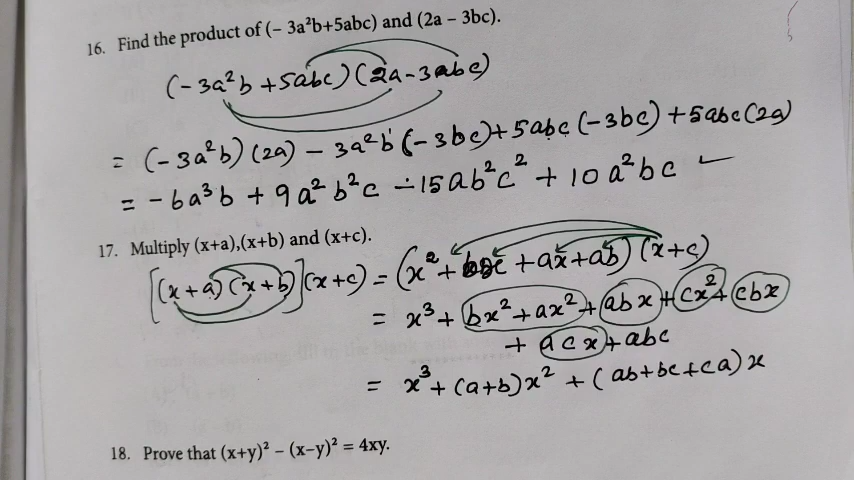 16. Find the product of (– 3a²b+5abc) and (2a – 3bc).
(-3a²b + 5abc)(2a-3abc)
= (-3a²b)(2a) - 3a²b(-3bc)+5abc(-3bc)+5abc(2a)
= -6a³b + 9a²b²c - 15ab²c² + 10a²bc
17. Multiply (x+a),(x+b) and (x+c).
[(x+a)(x+b)](x+c) = (x²+ bx + ax+ab)(x+c)
= x³+ bx²+ax²+abx+cx²+cbx
+ acx+abc
= x³+(a+b)x² + (ab+bc+ca)x
18. Prove that (x+y)² – (x–y)² = 4xy.